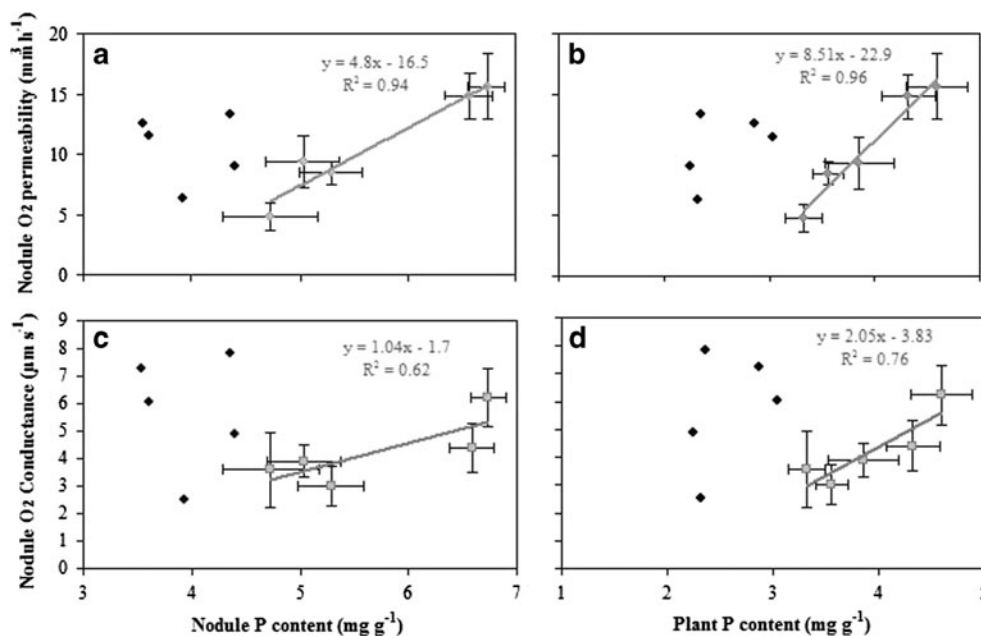 Nodule O2 permeability (mm3 h-1)
20
15
10
5
0
a
y = 4.8x - 16.5
R2 = 0.94
b
y = 8.51x - 22.9
R2 = 0.96
Nodule O2 Conductance (µm s-1)
9
8
7
6
5
4
3
2
1
0
c
y = 1.04x - 1.7
R2 = 0.62
d
y = 2.05x - 3.83
R2 = 0.76
3 4 5 6 7
Nodule P content (mg g-1)
1 2 3 4 5
Plant P content (mg g-1)